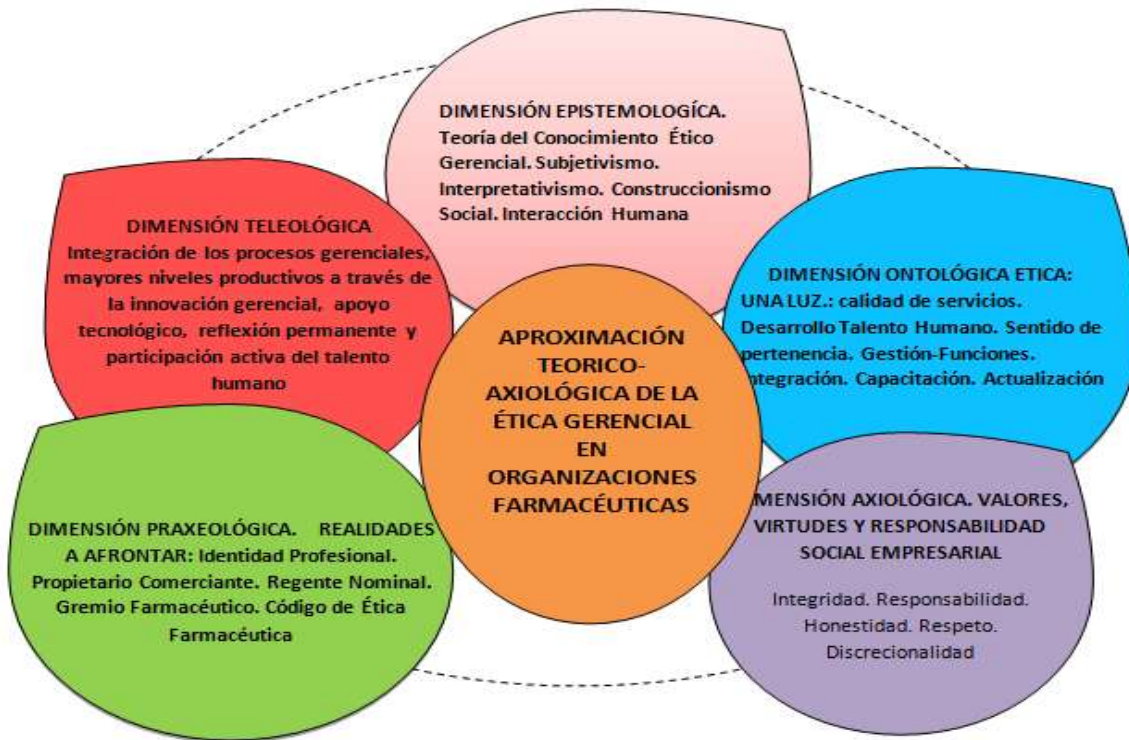 DIMENSIÓN EPISTEMOLOGÍCA.
Teoría del Conocimiento Ético
Gerencial. Subjetivismo.
Interpretativismo. Construccionismo
Social. Interacción Humana
DIMENSIÓN TELEOLÓGICA
Integración de los procesos gerenciales,
mayores niveles productivos a través de
la innovación gerencial, apoyo
tecnológico, reflexión permanente y
participación activa del talento
humano
DIMENSIÓN ONTOLÓGICA ETICA:
UNA LUZ.: calidad de servicios.
Desarrollo Talento Humano. Sentido de
pertenencia. Gestión-Funciones.
ntegración. Capacitación. Actualización
APROXIMACIÓN
TEORICO-
AXIOLÓGICA DE LA
ÉTICA GERENCIAL
EN
ORGANIZACIONES
FARMACÉUTICAS
DIMENSIÓN PRAXEOLÓGICA. REALIDADES
A AFRONTAR: Identidad Profesional.
Propietario Comerciante. Regente Nominal.
Gremio Farmacéutico. Código de Ética
Farmacéutica
IMENSIÓN AXIOLÓGICA. VALORES,
VIRTUDES Y RESPONSABILIDAD
SOCIAL EMPRESARIAL
Integridad. Responsabilidad.
Honestidad. Respeto.
Discrecionalidad